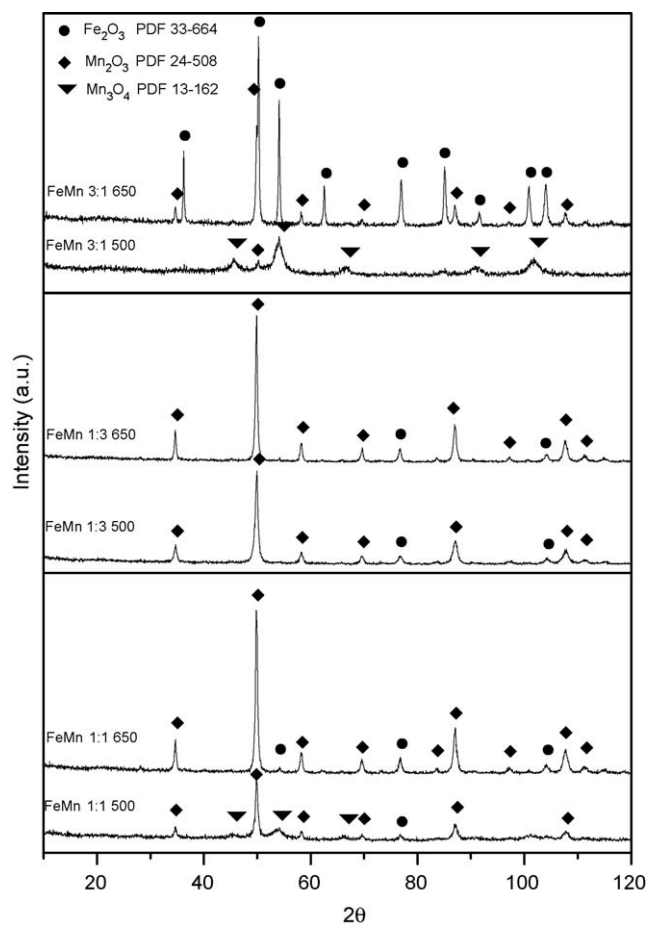 Fe₂O₃ PDF 33-664
Mn₂O₃ PDF 24-508
Mn₃O₄ PDF 13-162
FeMn 3:1 650
FeMn 3:1 500
FeMn 1:3 650
FeMn 1:3 500
FeMn 1:1 650
FeMn 1:1 500
Intensity (a.u.)
20 40 60 80 100 120
2θ